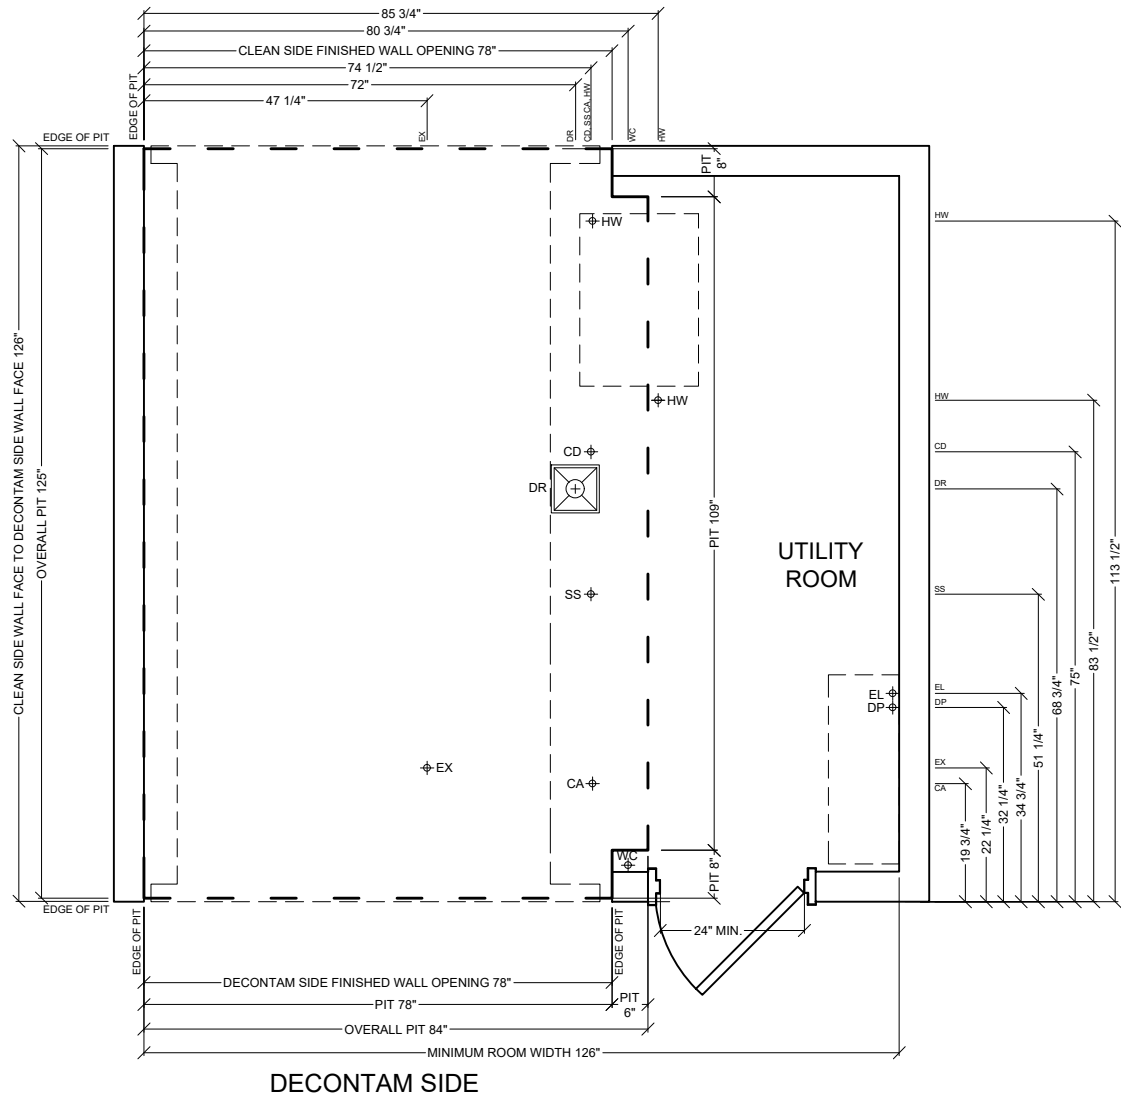 85 3/4"
80 3/4"
CLEAN SIDE FINISHED WALL OPENING 78"
74 1/2"
72"
47 1/4"
EDGE OF PIT
EDGE OF PIT
EX
DR
CD, SS CA, HW
WC
HW
PIT
8"
HW
HW
CLEAN SIDE WALL FACE TO DECONTAM SIDE WALL FACE 126"
OVERALL PIT 125"
HW
HW
CD
CD
DR
DR
PIT 109"
UTILITY
ROOM
113 1/2"
83 1/2"
75"
68 3/4"
SS
SS
51 1/4"
EL
EL
DP
DP
34 3/4"
32 1/4"
EX
EX
CA
CA
22 1/4"
19 3/4"
WC
PIT 8"
EDGE OF PIT
EDGE OF PIT
EDGE OF PIT
24" MIN.
DECONTAM SIDE FINISHED WALL OPENING 78"
PIT 78"
PIT
6"
OVERALL PIT 84"
MINIMUM ROOM WIDTH 126"
DECONTAM SIDE